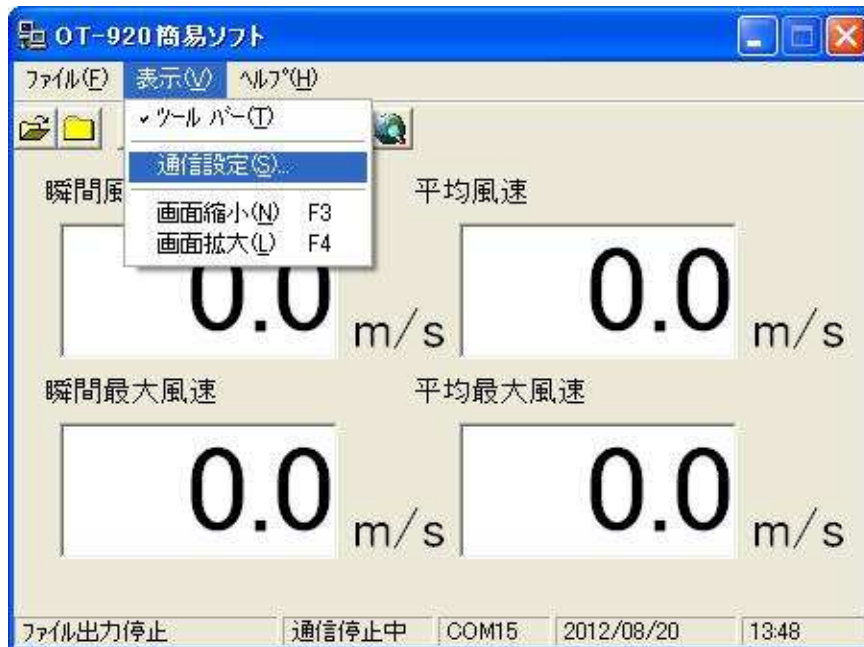 OT-920 簡易ソフト
ファイル(F) 表示(V) ヘルプ(H)
ツール バー(T)
通信設定(S)...
画面縮小(N) F3
画面拡大(L) F4
瞬間風
平均風速
0.0 m/s
0.0 m/s
瞬間最大風速
平均最大風速
0.0 m/s
0.0 m/s
ファイル出力停止 通信停止中 COM15 2012/08/20 13:48